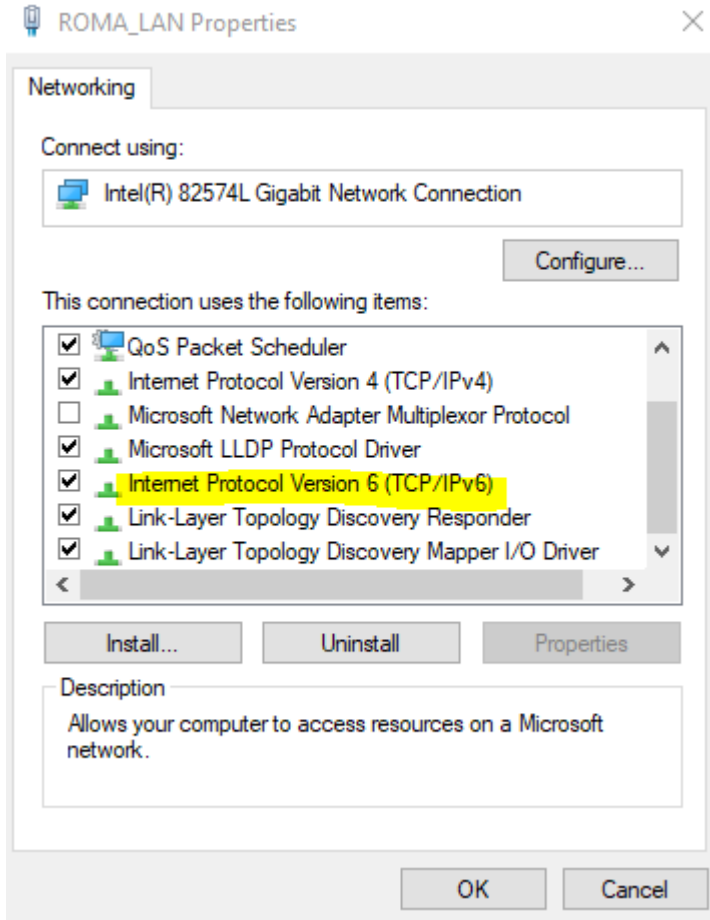 ROMA_LAN Properties
Networking
Connect using:
Intel(R) 82574L Gigabit Network Connection
Configure...
This connection uses the following items:
QoS Packet Scheduler
Internet Protocol Version 4 (TCP/IPv4)
Microsoft Network Adapter Multiplexor Protocol
Microsoft LLDP Protocol Driver
Internet Protocol Version 6 (TCP/IPv6)
Link-Layer Topology Discovery Responder
Link-Layer Topology Discovery Mapper I/O Driver
Install... Uninstall Properties
Description
Allows your computer to access resources on a Microsoft
network.
OK Cancel